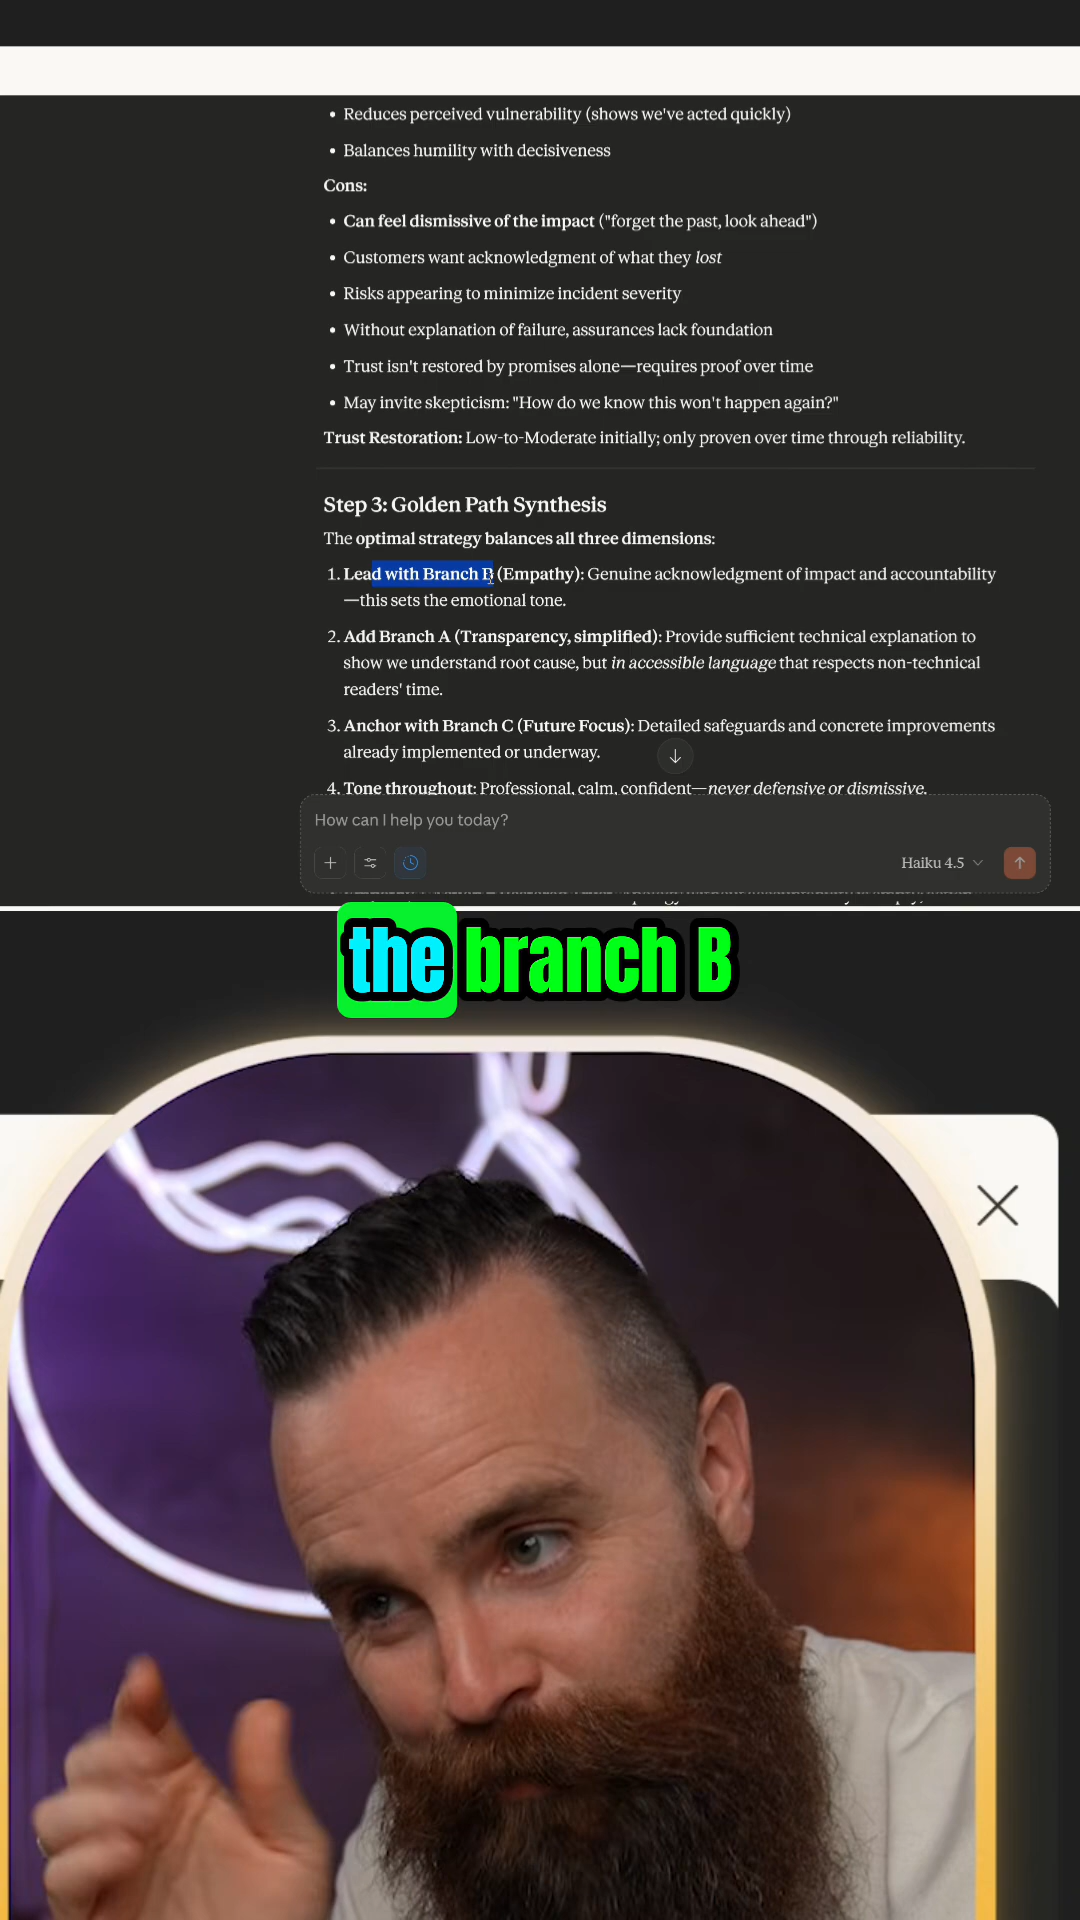 • Reduces perceived vulnerability (shows we've acted quickly)
• Balances humility with decisiveness
Cons:
• Can feel dismissive of the impact ("forget the past, look ahead")
• Customers want acknowledgment of what they lost
• Risks appearing to minimize incident severity
• Without explanation of failure, assurances lack foundation
• Trust isn't restored by promises alone—requires proof over time
• May invite skepticism: "How do we know this won't happen again?"
Trust Restoration: Low-to-Moderate initially; only proven over time through reliability.
Step 3: Golden Path Synthesis
The optimal strategy balances all three dimensions:
1. Lead with Branch B (Empathy): Genuine acknowledgment of impact and accountability
—this sets the emotional tone.
2. Add Branch A (Transparency, simplified): Provide sufficient technical explanation to
show we understand root cause, but in accessible language that respects non-technical
readers' time.
3. Anchor with Branch C (Future Focus): Detailed safeguards and concrete improvements
already implemented or underway.
4. Tone throughout: Professional, calm, confident—never defensive or dismissive.
How can I help you today?
Haiku 4.5
the branch B